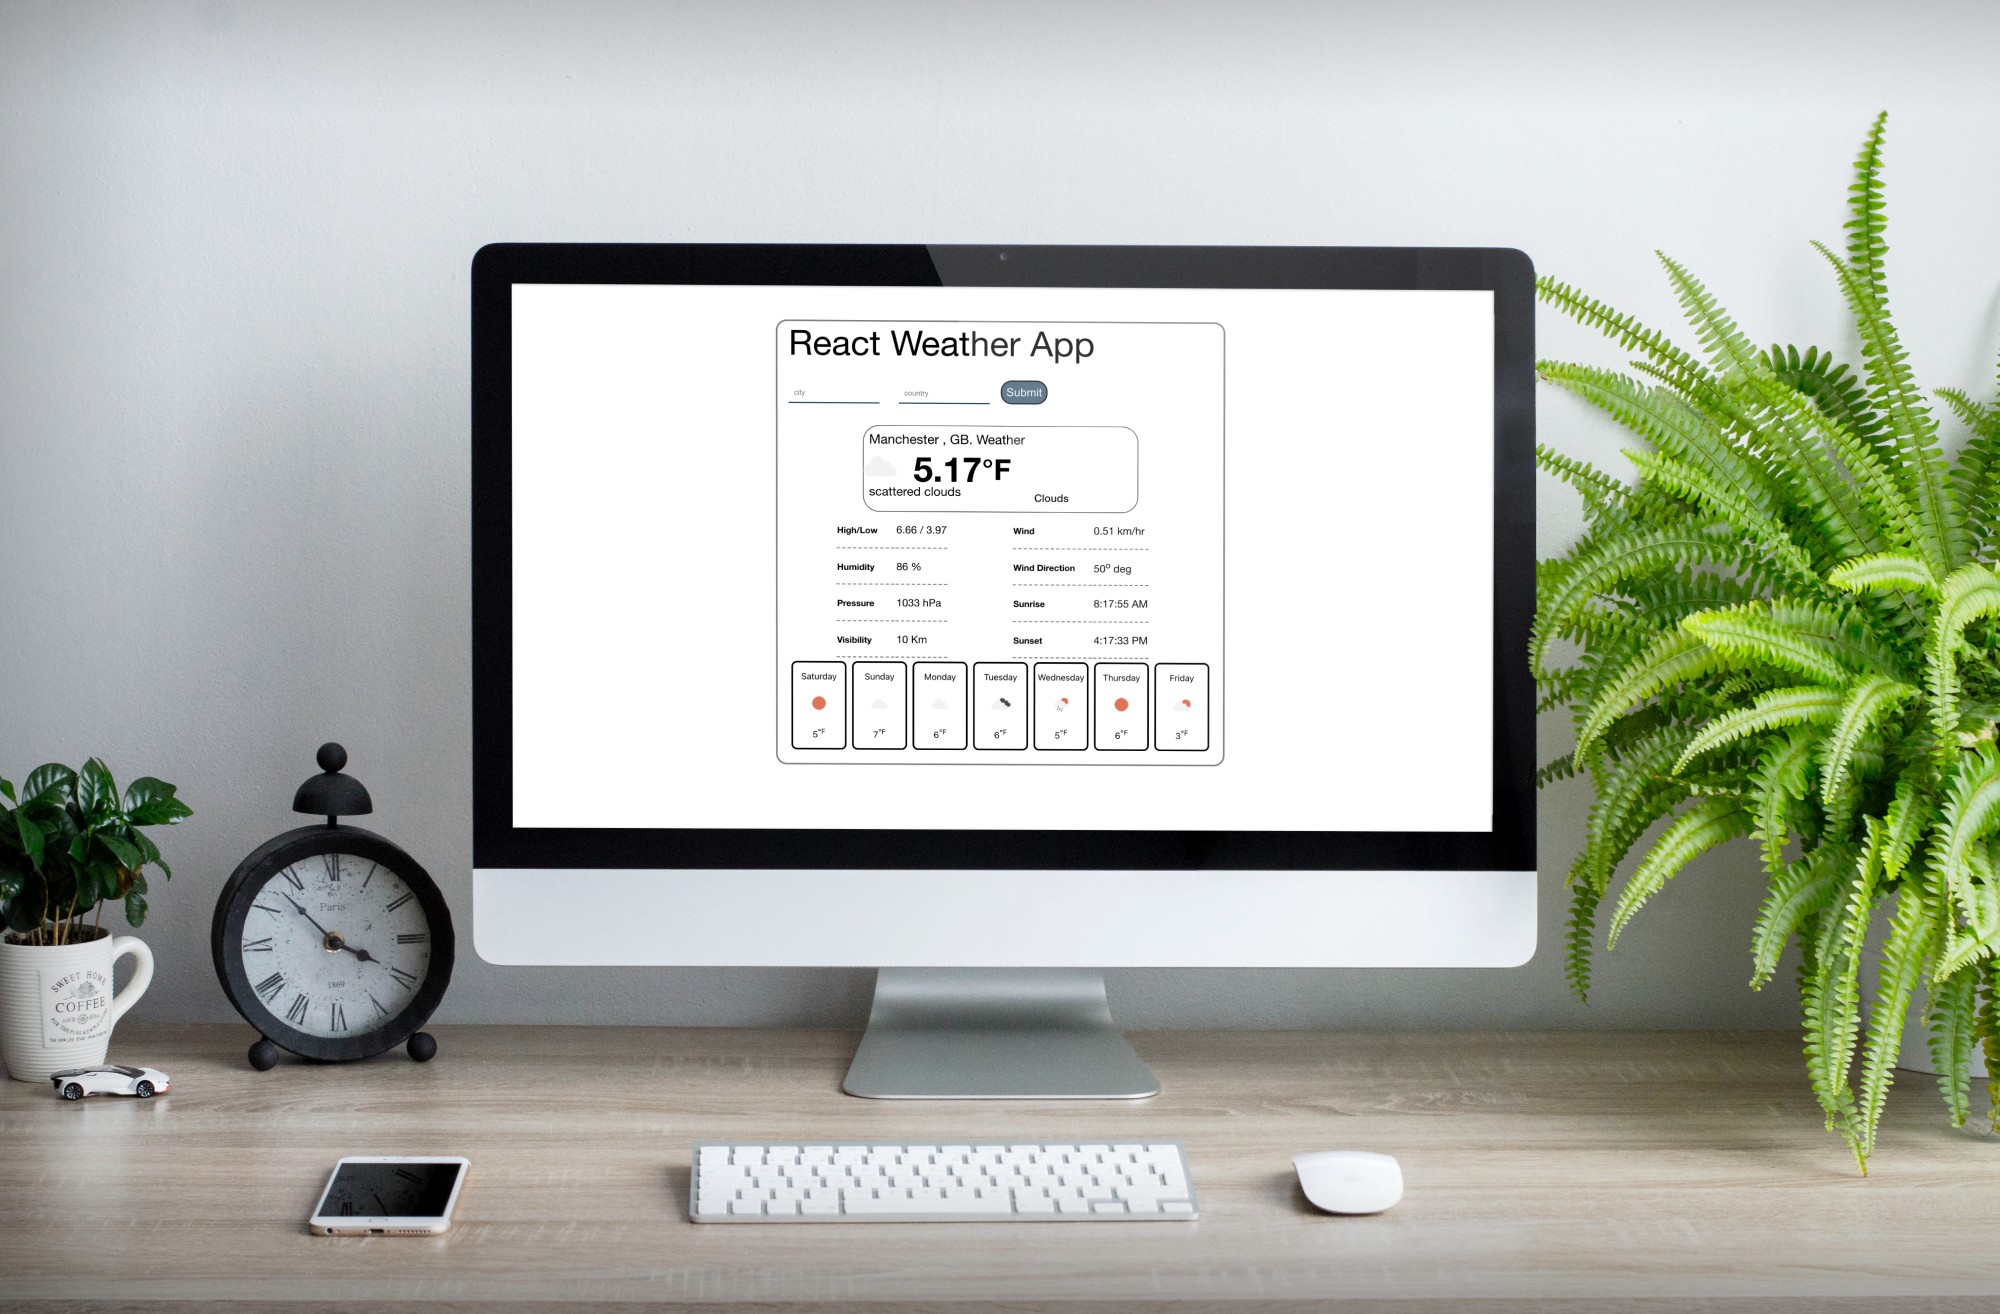 React Weather App
city country Submit
Manchester , GB. Weather
5.17°F
scattered clouds
Clouds
High/Low 6.66 / 3.97 Wind 0.51 km/hr
Humidity 86 % Wind Direction 50º deg
Pressure 1033 hPa Sunrise 8:17:55 AM
Visibility 10 Km Sunset 4:17:33 PM
Saturday Sunday Monday Tuesday Wednesday Thursday Friday
5°F 7°F 6°F 6°F 5°F 6°F 3°F
Paris
1869
SWEET HOME
COFFEE